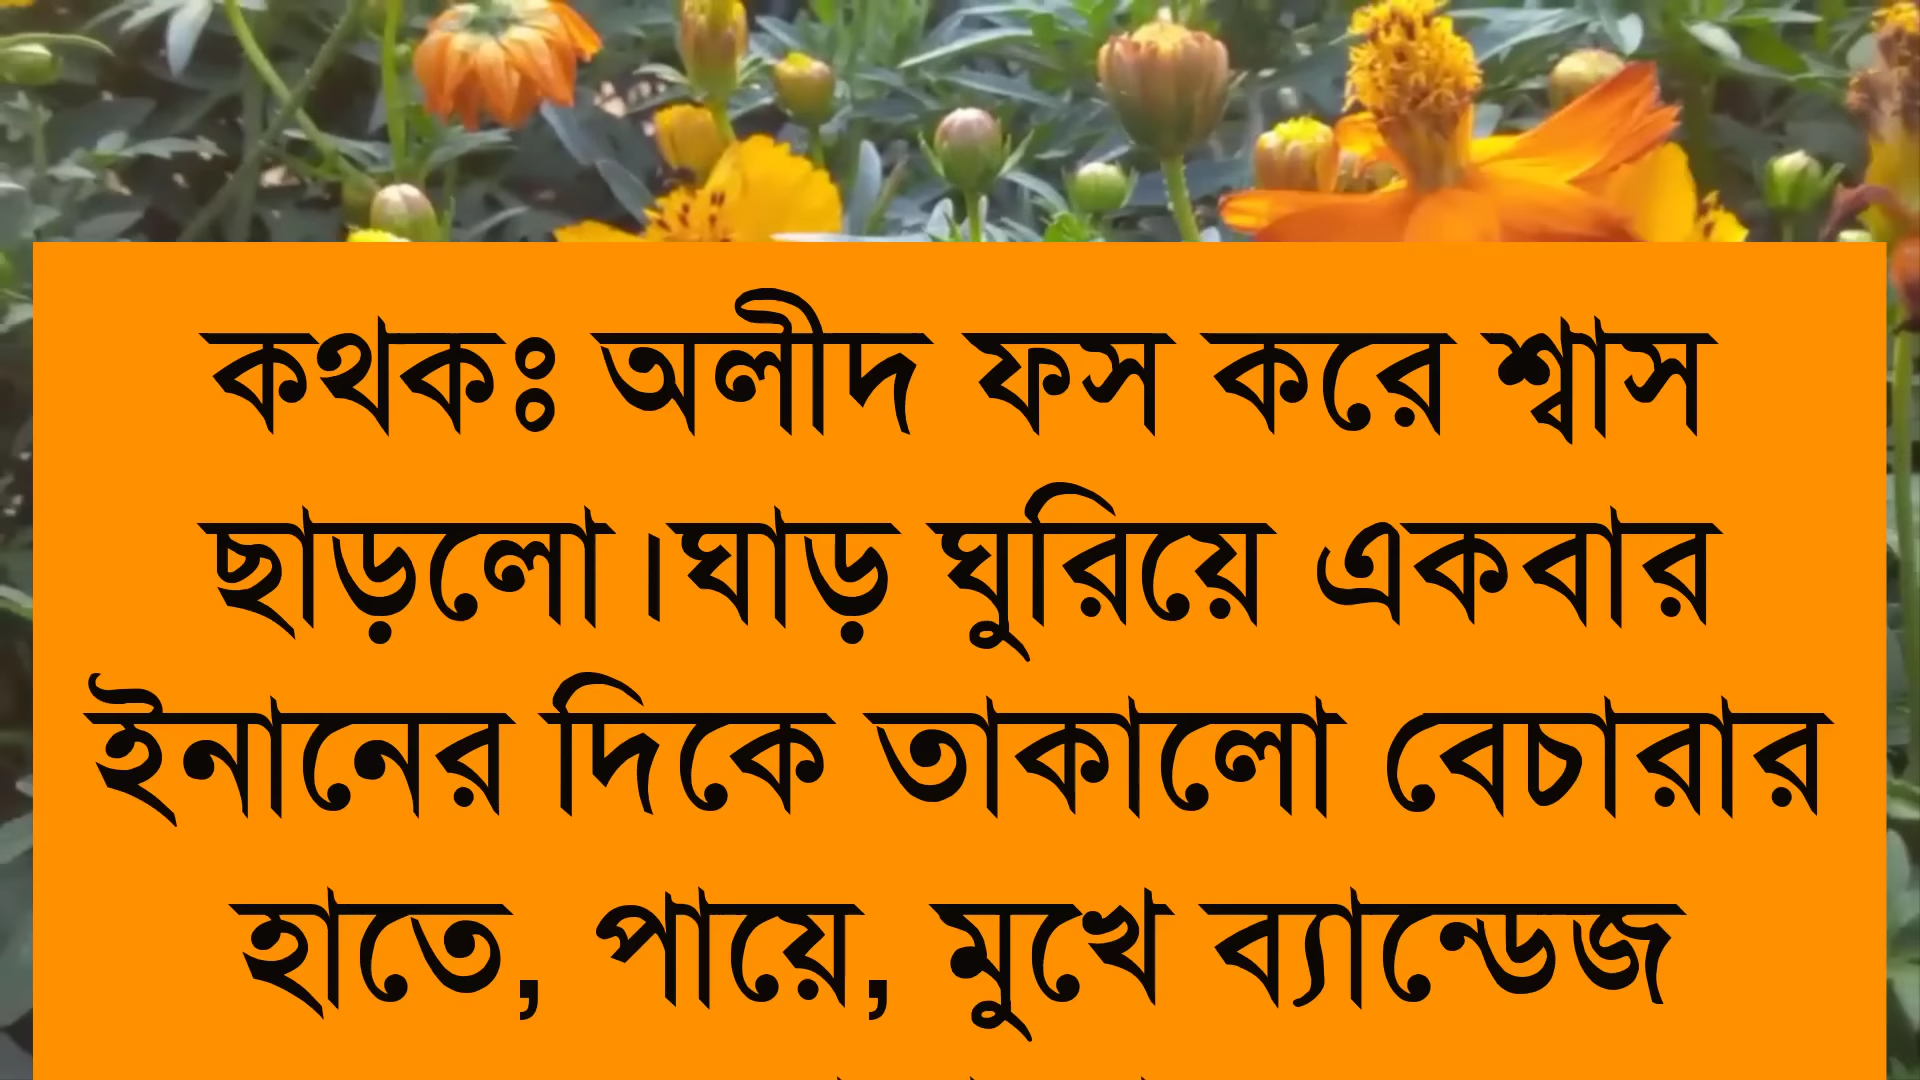 কথকঃ অলীদ ফস করে শ্বাস
ছাড়লো।ঘাড় ঘুরিয়ে একবার
ইনানের দিকে তাকালো বেচারার
হাতে, পায়ে, মুখে ব্যান্ডেজ